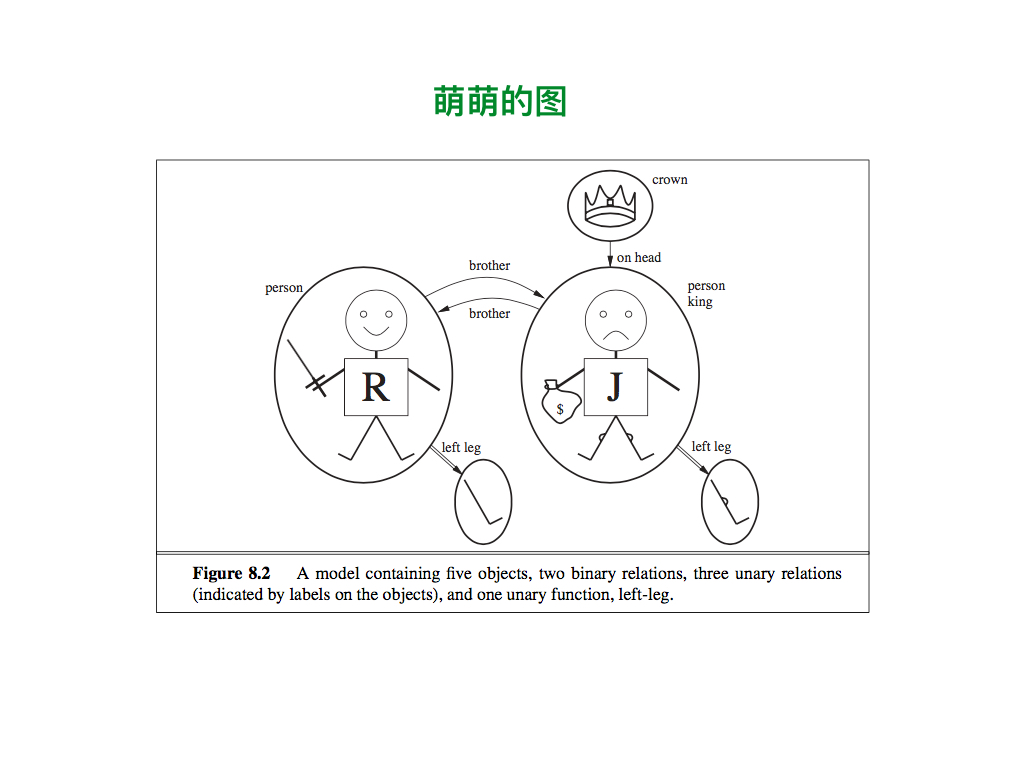 萌萌的图
crown
on head
brother
person
person
king
brother
R
J
$
left leg
left leg
Figure 8.2 A model containing five objects, two binary relations, three unary relations
(indicated by labels on the objects), and one unary function, left-leg.